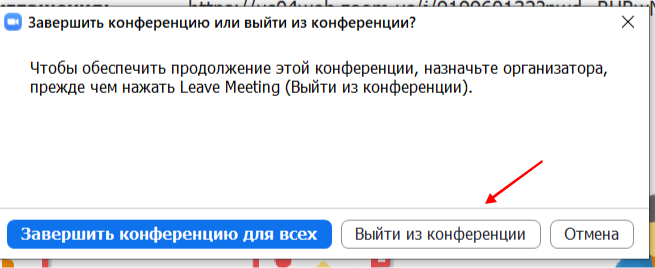 Завершить конференцию или выйти из конференции?
Чтобы обеспечить продолжение этой конференции, назначьте организатора,
прежде чем нажать Leave Meeting (Выйти из конференции).
Завершить конференцию для всех
Выйти из конференции
Отмена